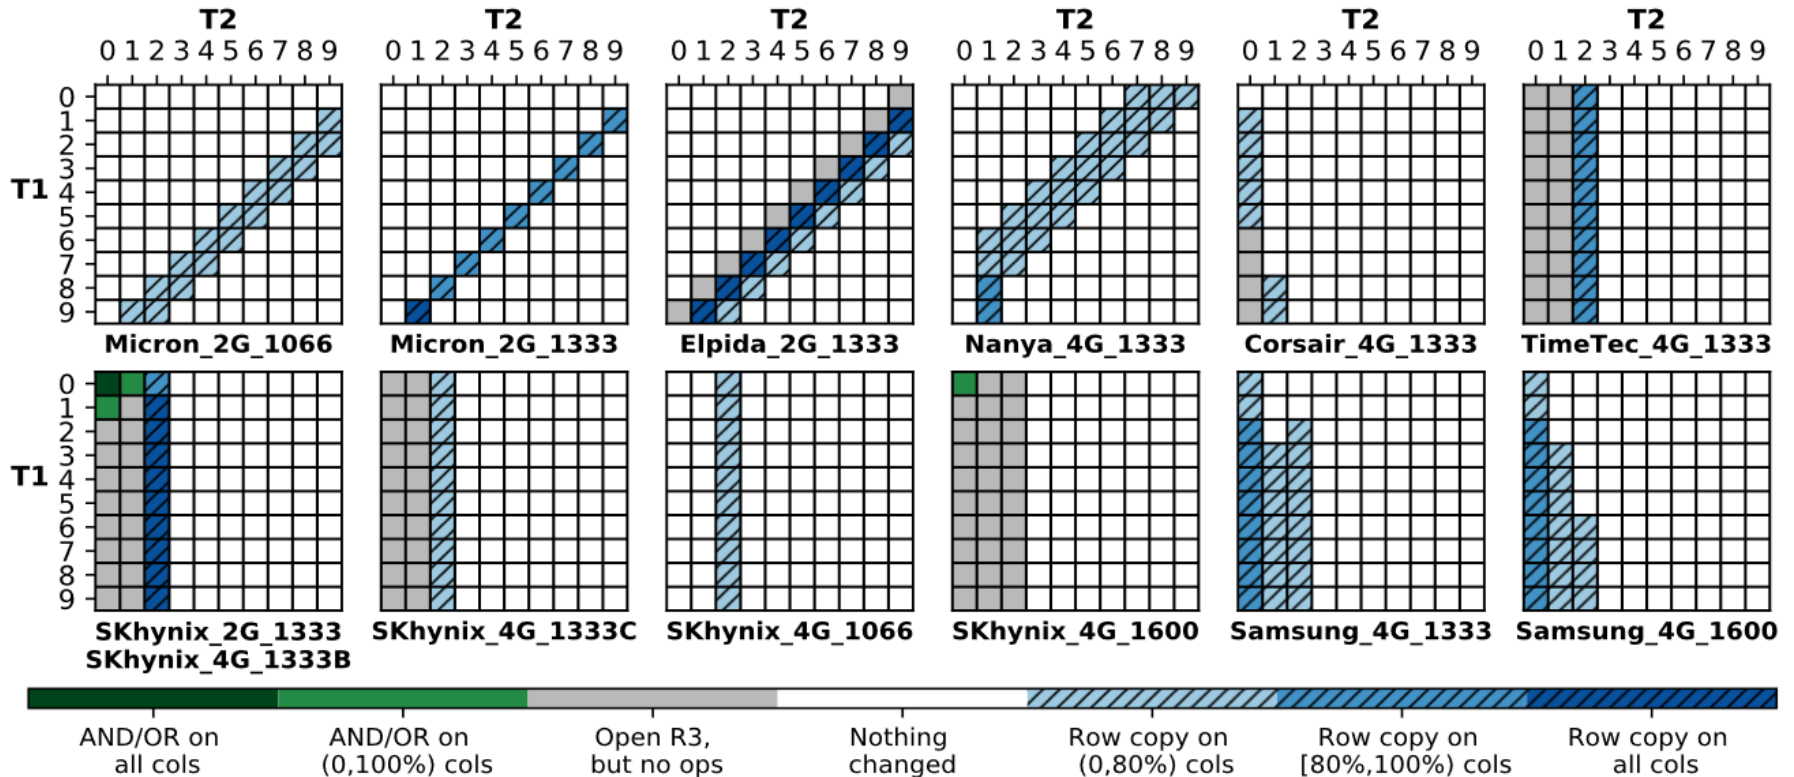 T2 T2 T2 T2 T2 T2
0 1 2 3 4 5 6 7 8 9 0 1 2 3 4 5 6 7 8 9 0 1 2 3 4 5 6 7 8 9 0 1 2 3 4 5 6 7 8 9 0 1 2 3 4 5 6 7 8 9 0 1 2 3 4 5 6 7 8 9
0
1
2
3
T1 4
5
6
7
8
9
Micron_2G_1066 Micron_2G_1333 Elpida_2G_1333 Nanya_4G_1333 Corsair_4G_1333 TimeTec_4G_1333
0
1
2
3
T1 4
5
6
7
8
9
SKhynix_2G_1333 SKhynix_4G_1333C SKhynix_4G_1066 SKhynix_4G_1600 Samsung_4G_1333 Samsung_4G_1600
SKhynix_4G_1333B
AND/OR on AND/OR on Open R3, Nothing Row copy on Row copy on Row copy on
all cols (0,100%) cols but no ops changed (0,80%) cols [80%,100%) cols all cols